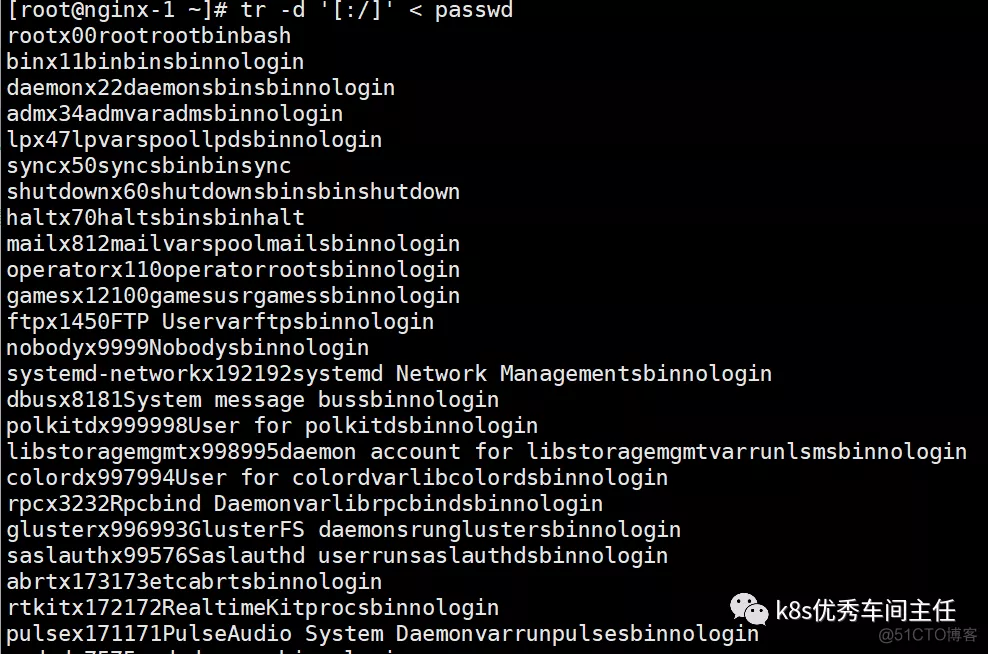 [root@nginx-1 ~]# tr -d '[:/]' < passwd
rootx00rootrootbinbash
binx11binbinsbinnologin
daemonx22daemonsbinsbinnologin
admx34admvaradmsbinnologin
lpx47lpvarspoollpdsbinnologin
syncx50syncsbinbinsync
shutdownx60shutdownsbinsbinshutdown
haltx70haltsbinsbinhalt
mailx812mailvarspoolmailsbinnologin
operatorx110operatorrootsbinnologin
gamesx12100gamesusrgamessbinnologin
ftpx1450FTP Uservarftpsbinnologin
nobodyx9999Nobodysbinnologin
systemd-networkx192192systemd Network Managementsbinnologin
dbusx8181System message bussbinnologin
polkitdx999998User for polkitdsbinnologin
libstoragemgmtx998995daemon account for libstoragemgmtvarrunlsmsbinnologin
colordx997994User for colordvarlibcolordsbinnologin
rpcx3232Rpcbind Daemonvarlibrpcbindsbinnologin
glusterx996993GlusterFS daemonsrunglustersbinnologin
saslauthx99576Saslauthd userrunsaslauthdsbinnologin
abrtx173173etcabrtsbinnologin
rtkitx172172RealtimeKitprocsbinnologin
pulsex171171PulseAudio System Daemonvarrunpulsesbinnologin
k8s优秀车间主任
@51CTO博客